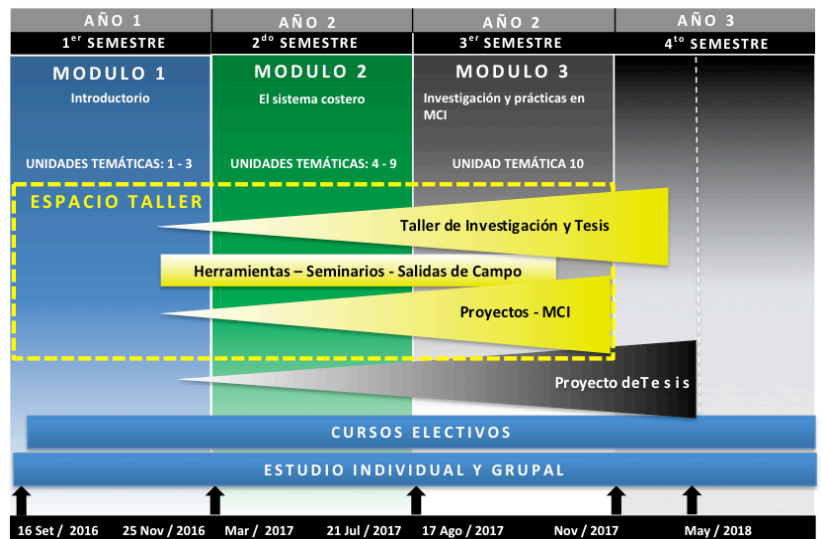 AÑO 1 AÑO 2 AÑO 2 AÑO 3
1er SEMESTRE 2do SEMESTRE 3er SEMESTRE 4to SEMESTRE
MODULO 1 MODULO 2 MODULO 3
Introductorio El sistema costero Investigación y prácticas en
MCI
UNIDADES TEMÁTICAS: 1 - 3 UNIDADES TEMÁTICAS: 4 - 9 UNIDAD TEMÁTICA 10
ESPACIO TALLER
Taller de Investigación y Tesis
Herramientas – Seminarios - Salidas de Campo
Proyectos - MCI
Proyecto deT e s i s
CURSOS ELECTIVOS
ESTUDIO INDIVIDUAL Y GRUPAL
16 Set / 2016 25 Nov / 2016 Mar / 2017 21 Jul / 2017 17 Ago / 2017 Nov / 2017 May / 2018